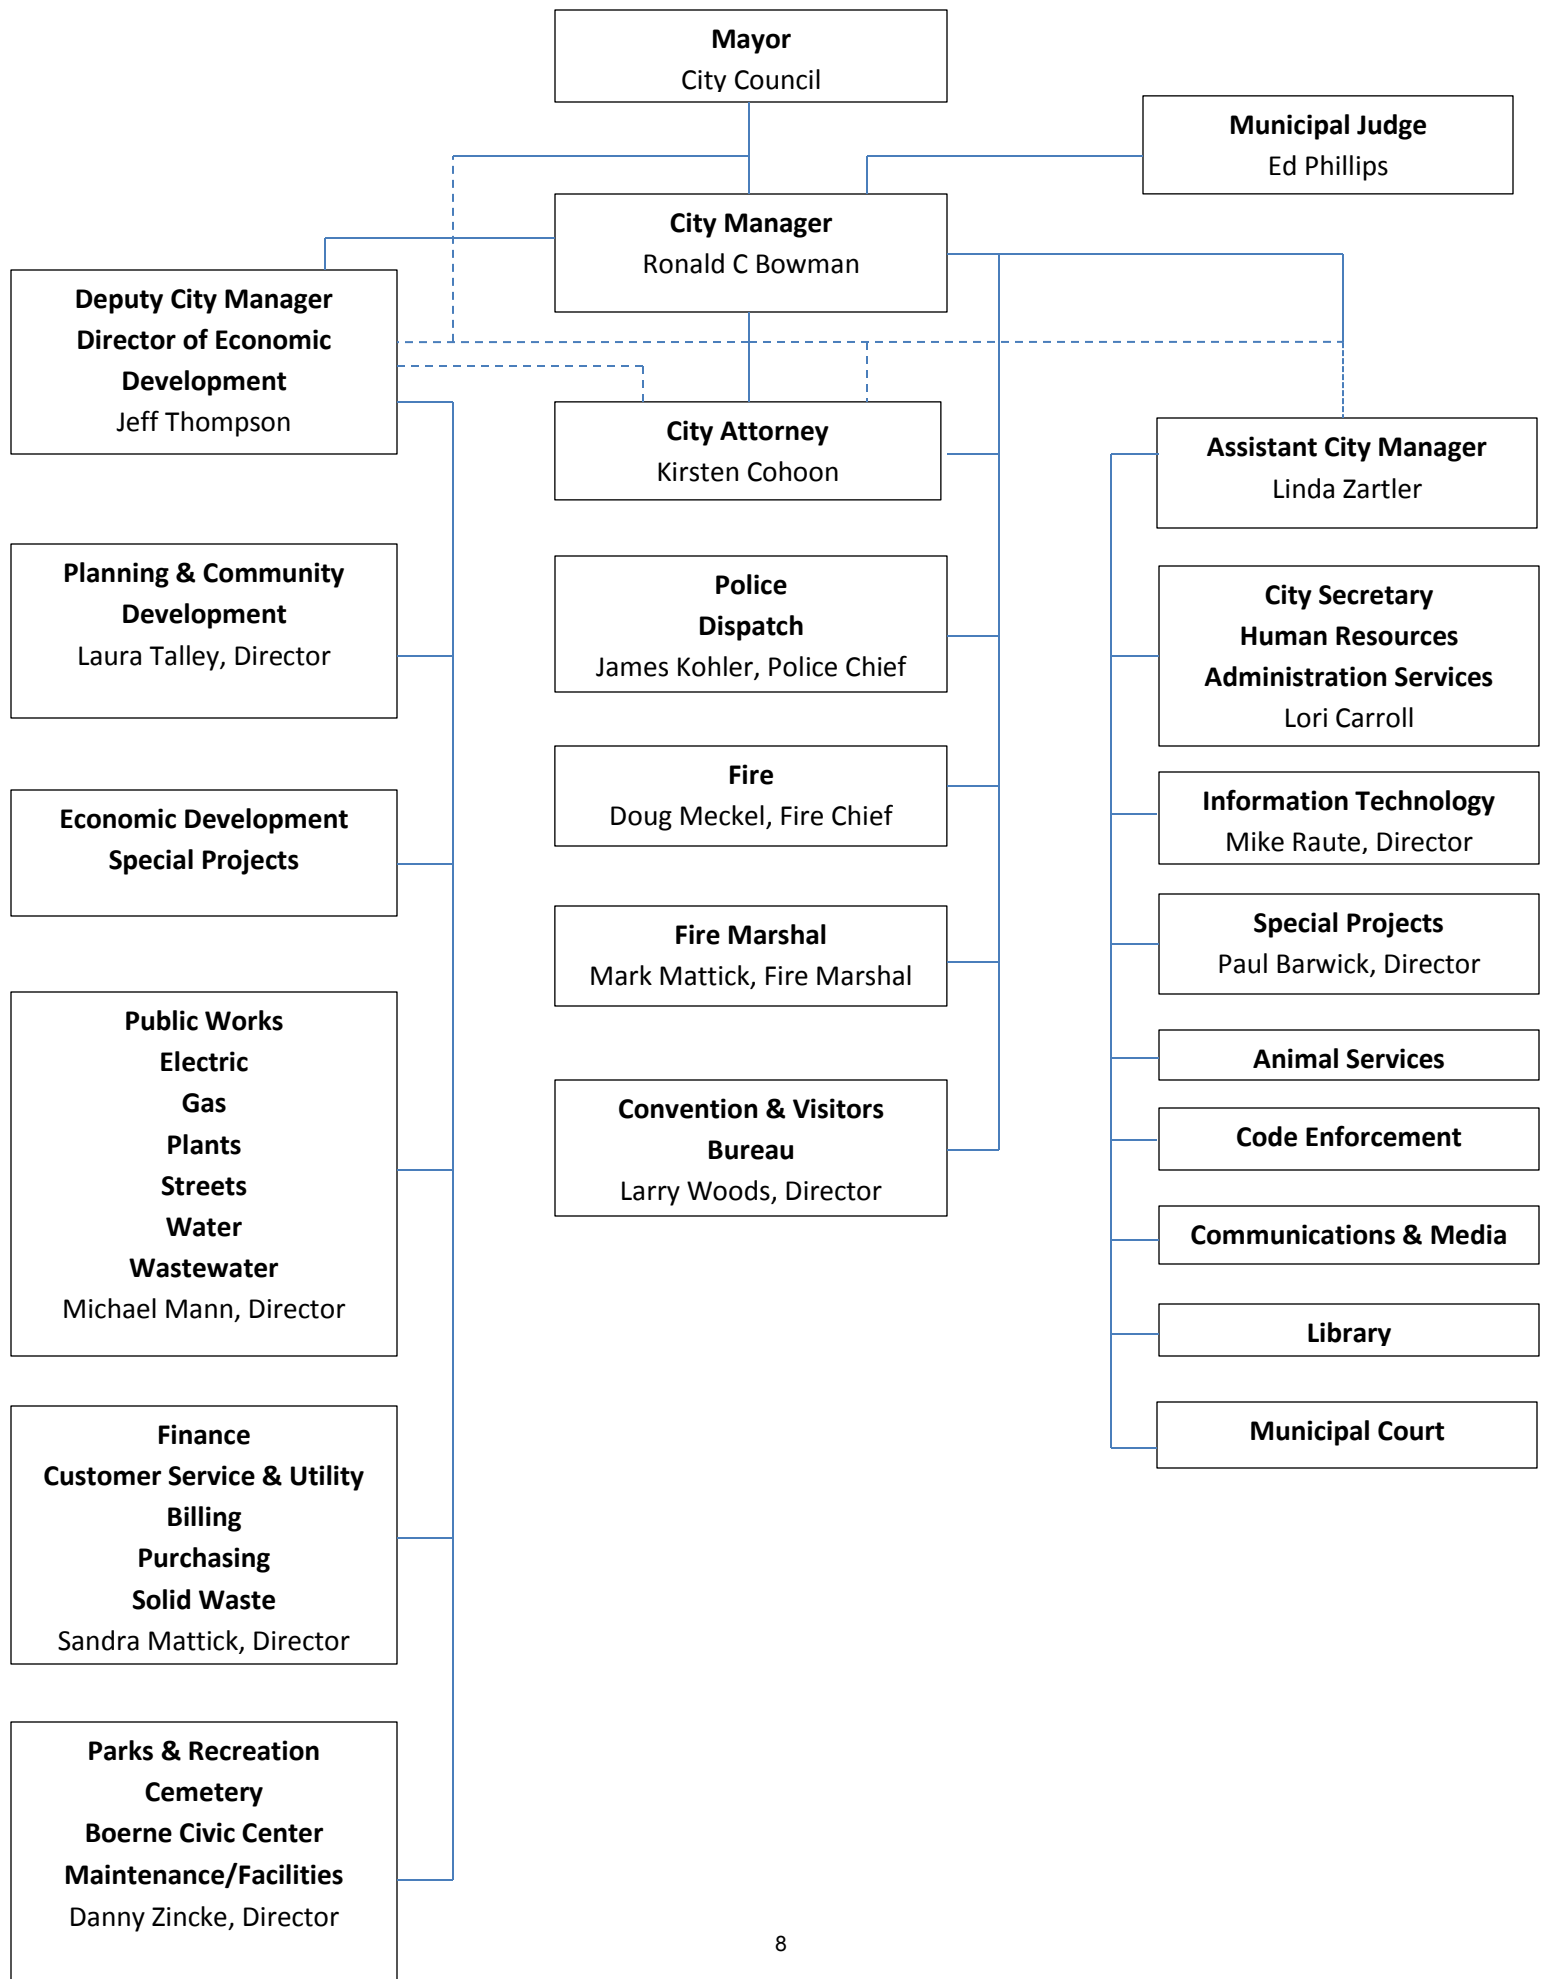 Mayor
City Council
Municipal Judge
Ed Phillips
City Manager
Ronald C Bowman
Deputy City Manager
Director of Economic
Development
Jeff Thompson
City Attorney
Kirsten Cohoon
Assistant City Manager
Linda Zartler
Planning & Community
Development
Laura Talley, Director
Police
Dispatch
James Kohler, Police Chief
City Secretary
Human Resources
Administration Services
Lori Carroll
Economic Development
Special Projects
Fire
Doug Meckel, Fire Chief
Information Technology
Mike Raute, Director
Fire Marshal
Mark Mattick, Fire Marshal
Special Projects
Paul Barwick, Director
Public Works
Electric
Gas
Plants
Streets
Water
Wastewater
Michael Mann, Director
Convention & Visitors
Bureau
Larry Woods, Director
Animal Services
Code Enforcement
Communications & Media
Library
Municipal Court
Finance
Customer Service & Utility
Billing
Purchasing
Solid Waste
Sandra Mattick, Director
Parks & Recreation
Cemetery
Boerne Civic Center
Maintenance/Facilities
Danny Zincke, Director
8